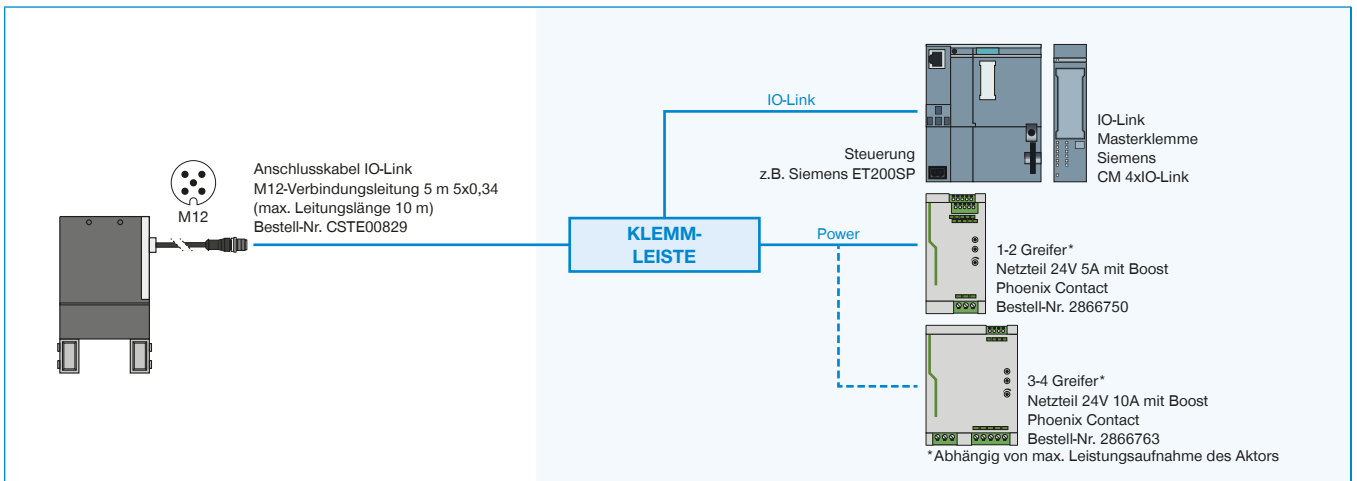 IO-Link
IO-Link
Masterklemme
Siemens
CM 4xIO-Link
Steuerung
z.B. Siemens ET200SP
M12
Anschlusskabel IO-Link
M12-Verbindungsleitung 5 m 5x0,34
(max. Leitungslänge 10 m)
Bestell-Nr. CSTE00829
KLEMM-
LEISTE
Power
1-2 Greifer*
Netzteil 24V 5A mit Boost
Phoenix Contact
Bestell-Nr. 2866750
3-4 Greifer*
Netzteil 24V 10A mit Boost
Phoenix Contact
Bestell-Nr. 2866763
*Abhängig von max. Leistungsaufnahme des Aktors